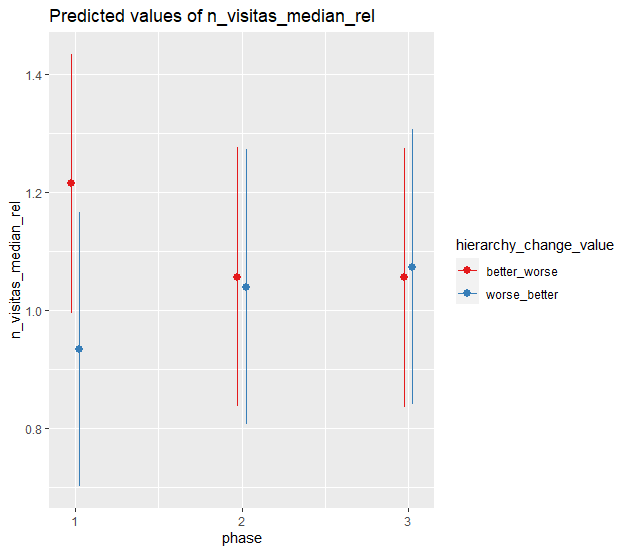 Predicted values of n_visitas_median_rel
n_visitas_median_rel
1.4
1.2
1.0
0.8
1
2
3
phase
hierarchy_change_value
better_worse
worse_better